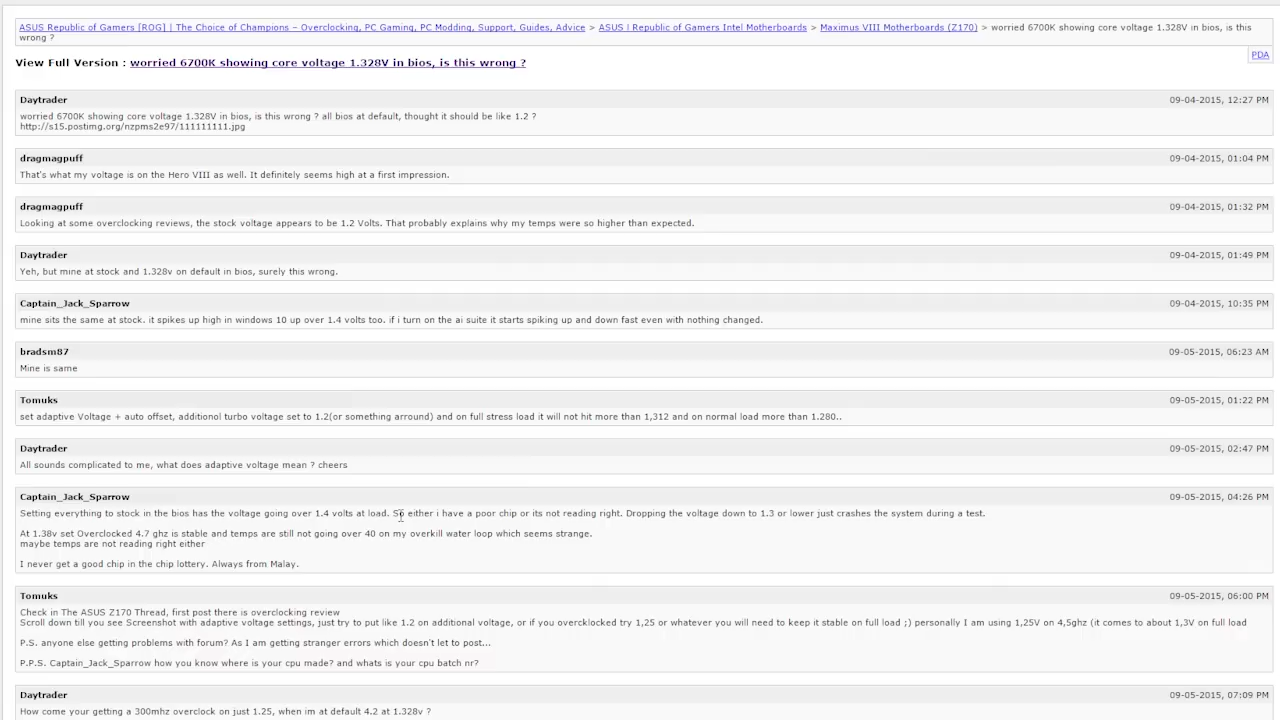 ASUS Republic of Gamers [ROG] | The Choice of Champions – Overclocking, PC Gaming, PC Modding, Support, Guides, Advice > ASUS | Republic of Gamers Intel Motherboards > Maximus VIII Motherboards (Z170) > worried 6700K showing core voltage 1.328V in bios, is this
wrong ?
PDA
View Full Version : worried 6700K showing core voltage 1.328V in bios, is this wrong ?
Daytrader 09-04-2015, 12:27 PM
worried 6700K showing core voltage 1.328V in bios, is this wrong ? all bios at default, thought it should be like 1.2 ?
http://s15.postimg.org/nzpms2e97/111111111.jpg
dragmagpuff 09-04-2015, 01:04 PM
That's what my voltage is on the Hero VIII as well. It definitely seems high at a first impression.
dragmagpuff 09-04-2015, 01:32 PM
Looking at some overclocking reviews, the stock voltage appears to be 1.2 Volts. That probably explains why my temps were so higher than expected.
Daytrader 09-04-2015, 01:49 PM
Yeh, but mine at stock and 1.328v on default in bios, surely this wrong.
Captain_Jack_Sparrow 09-04-2015, 10:35 PM
mine sits the same at stock. it spikes up high in windows 10 up over 1.4 volts too. if i turn on the ai suite it starts spiking up and down fast even with nothing changed.
bradsm87 09-05-2015, 06:23 AM
Mine is same
Tomuks 09-05-2015, 01:22 PM
set adaptive Voltage + auto offset, additionol turbo voltage set to 1.2(or something arround) and on full stress load it will not hit more than 1,312 and on normal load more than 1.280..
Daytrader 09-05-2015, 02:47 PM
All sounds complicated to me, what does adaptive voltage mean ? cheers
Captain_Jack_Sparrow 09-05-2015, 04:26 PM
Setting everything to stock in the bios has the voltage going over 1.4 volts at load. So either i have a poor chip or its not reading right. Dropping the voltage down to 1.3 or lower just crashes the system during a test.
At 1.38v set Overclocked 4.7 ghz is stable and temps are still not going over 40 on my overkill water loop which seems strange.
maybe temps are not reading right either
I never get a good chip in the chip lottery. Always from Malay.
Tomuks 09-05-2015, 06:00 PM
Check in The ASUS Z170 Thread, first post there is overclocking review
Scroll down till you see Screenshot with adaptive voltage settings, just try to put like 1.2 on additional voltage, or if you overcklocked try 1,25 or whatever you will need to keep it stable on full load ;) personally I am using 1,25V on 4,5ghz (it comes to about 1,3V on full load
P.S. anyone else getting problems with forum? As I am getting stranger errors which doesn't let to post...
P.P.S. Captain_Jack_Sparrow how you know where is your cpu made? and whats is your cpu batch nr?
Daytrader 09-05-2015, 07:09 PM
How come your getting a 300mhz overclock on just 1.25, when im at default 4.2 at 1.328v ?